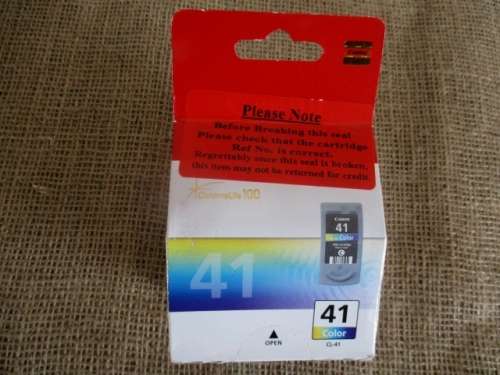 Please Note
Before Breaking this seal
Please check that the cartridge
Ref No. is correct.
Regrettably once this seal is broken,
this item may not be returned for credit
ChromaLife 100
Canon
41
Color
41
41
Color
CL-41
OPEN